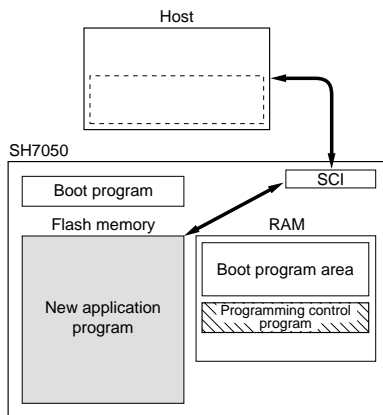 Host
SH7050
SCI
Boot program
Flash memory
RAM
New application
program
Boot program area
Programming control
program